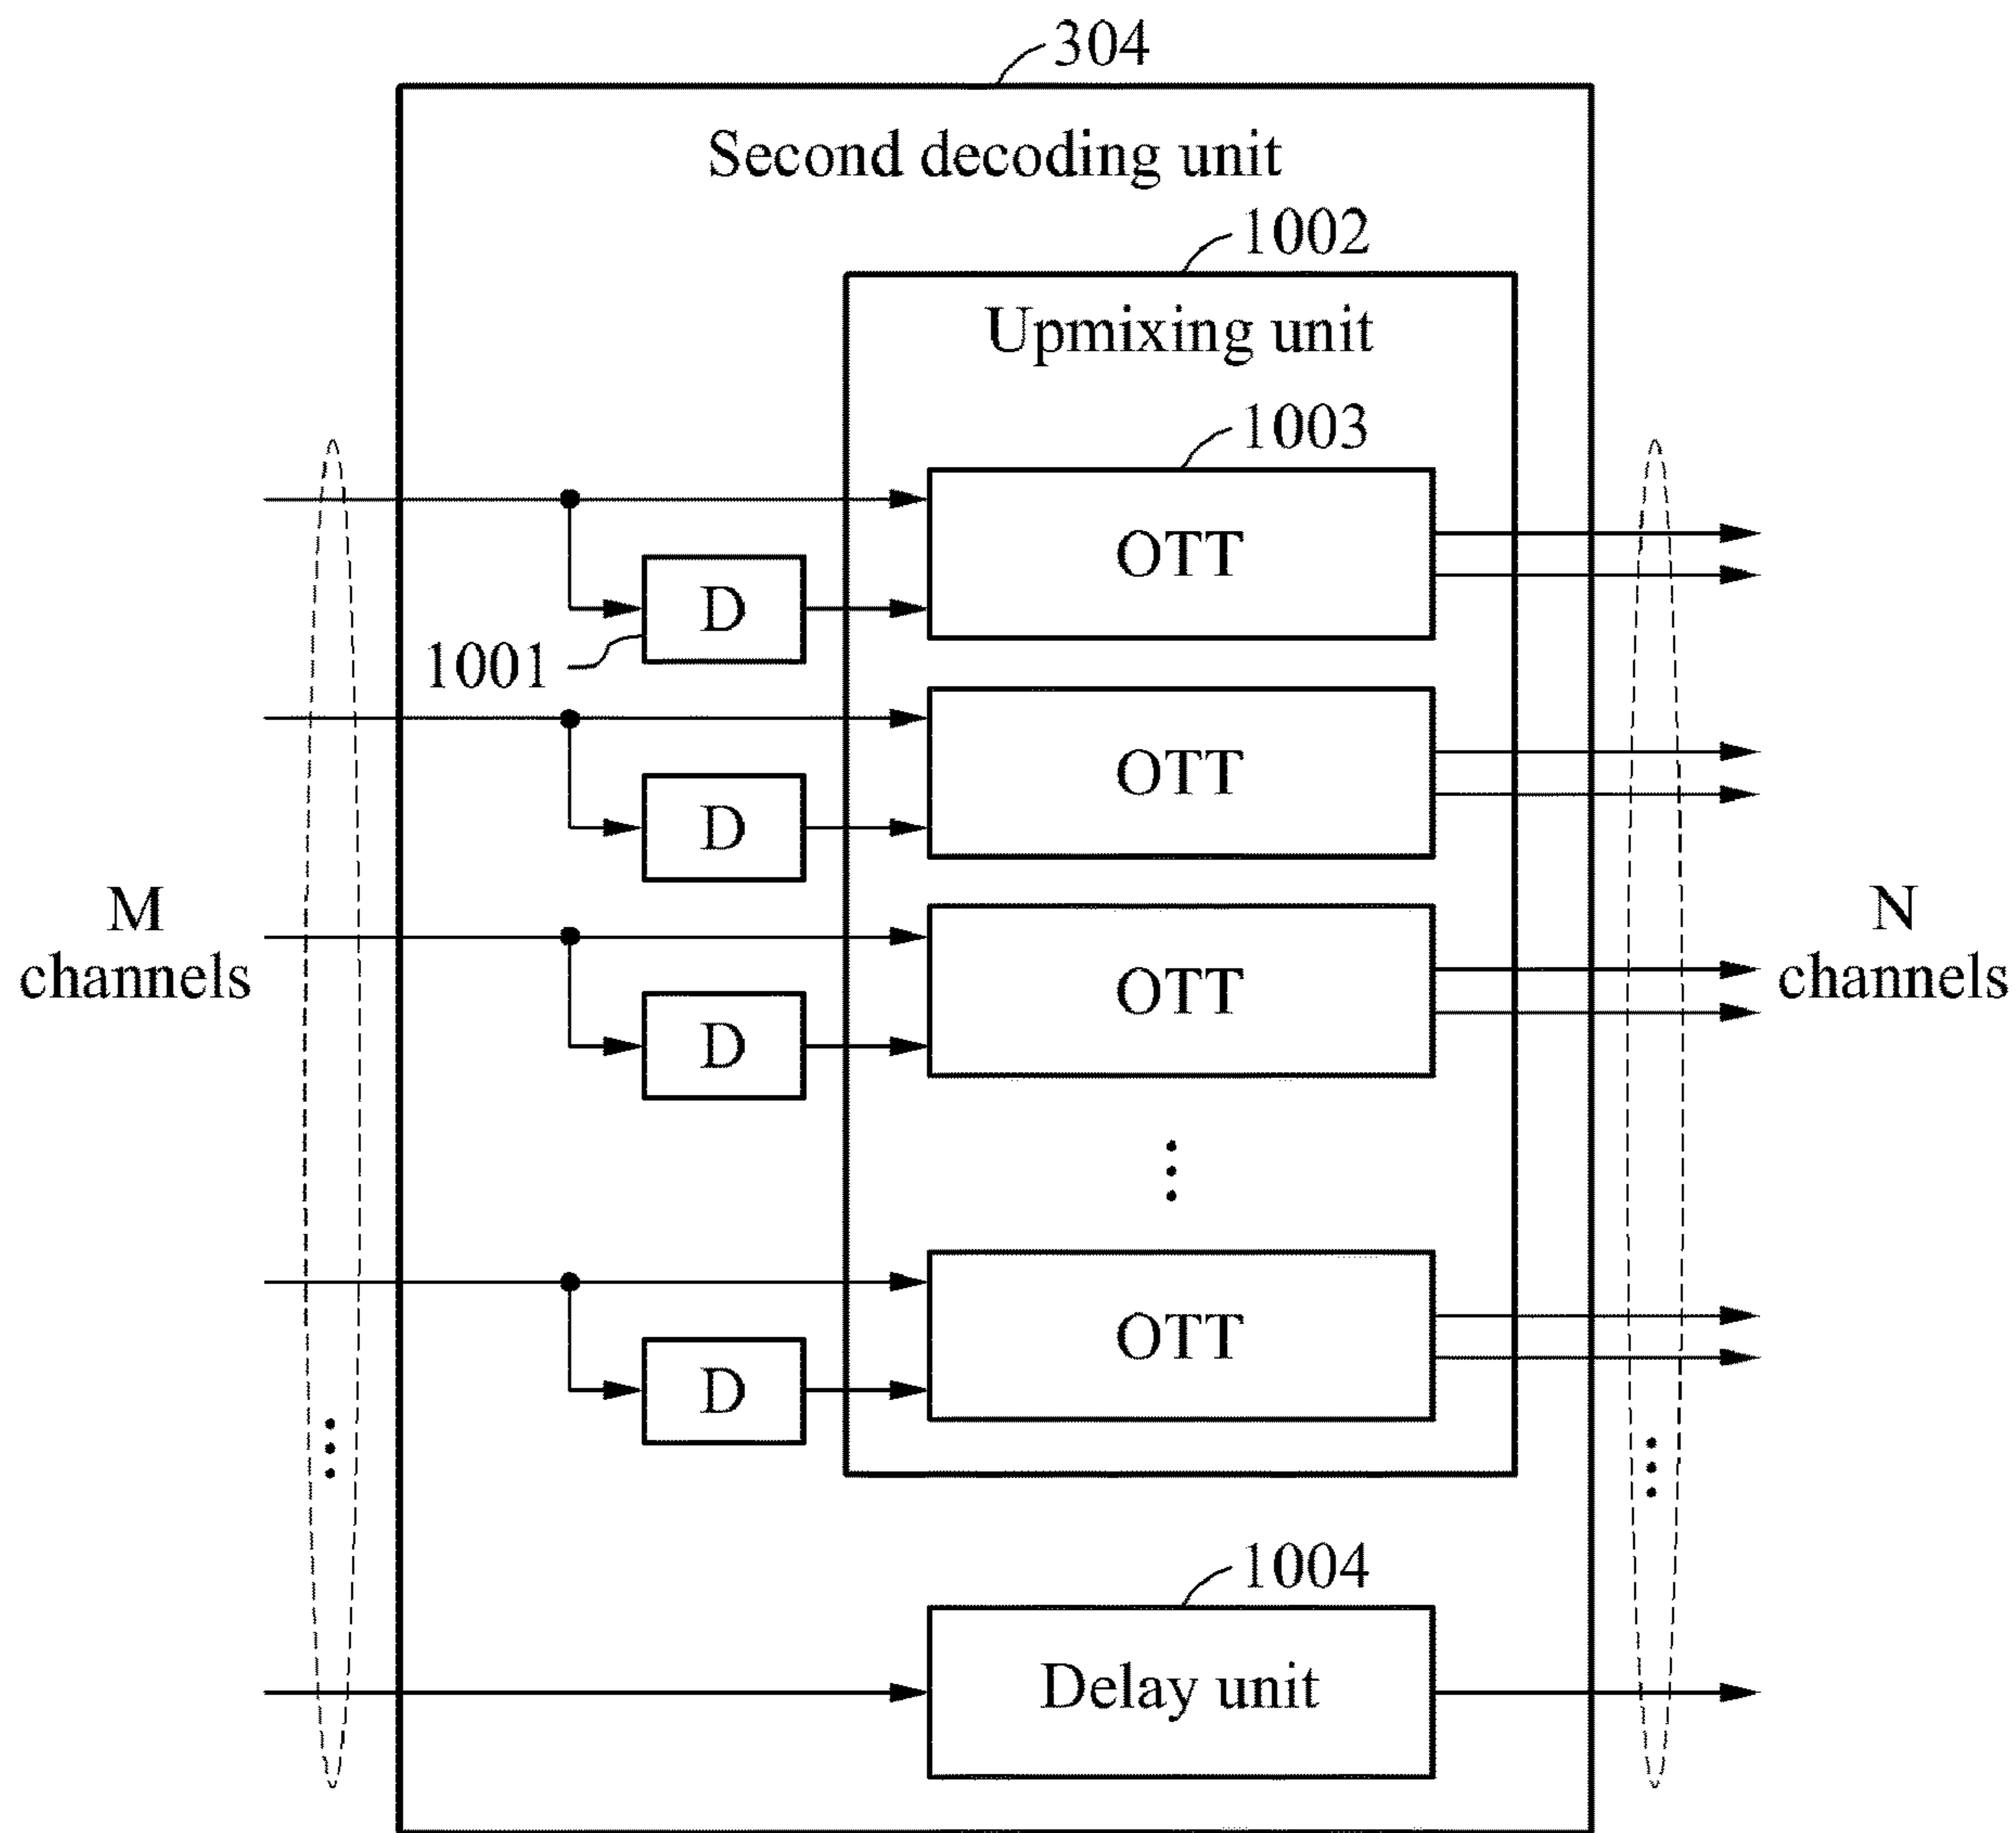 304
Second decoding unit
1002
Upmixing unit
1003
OTT
D
1001
OTT
D
M
channels
N
channels
OTT
D
OTT
D
1004
Delay unit